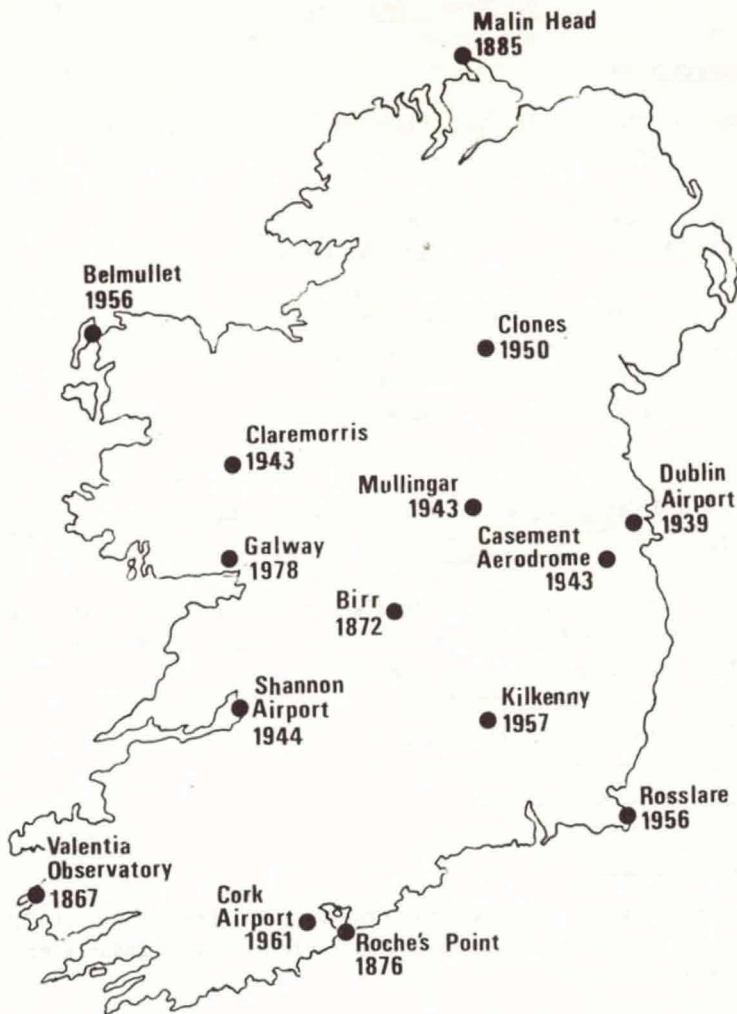 Malin Head
1885
Belmullet
1956
Clones
1950
Claremorris
1943
Mullingar
1943
Dublin
Airport
1939
Galway
1978
Casement
Aerodrome
1943
Birr
1872
Shannon
Airport
1944
Kilkenny
1957
Rosslare
1956
Valentia
Observatory
1867
Cork
Airport
1961
Roche's Point
1876